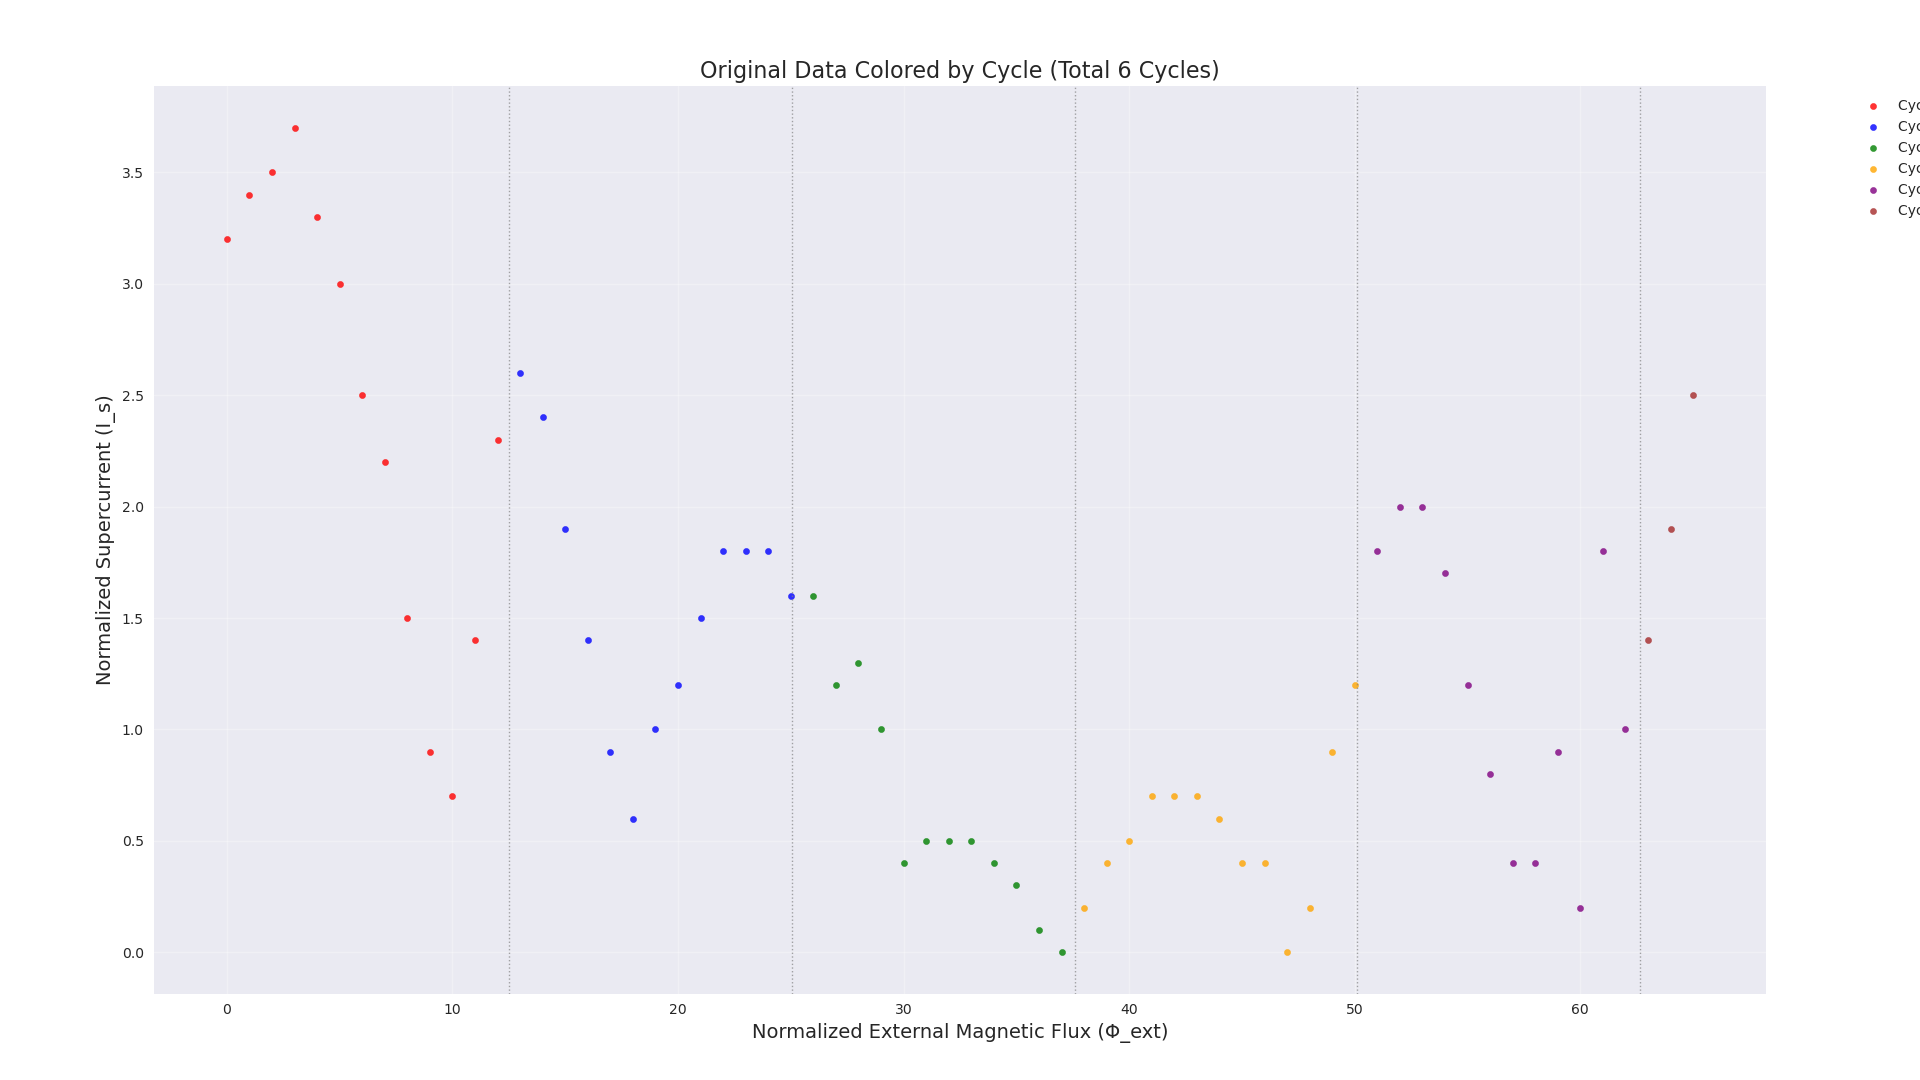 Original Data Colored by Cycle (Total 6 Cycles)
Cyc
Cyc
Cyc
Cyc
Cyc
Cyc
Normalized Supercurrent (I_s)
3.5
3.0
2.5
2.0
1.5
1.0
0.5
0.0
0 10 20 30 40 50 60
Normalized External Magnetic Flux (Φ_ext)